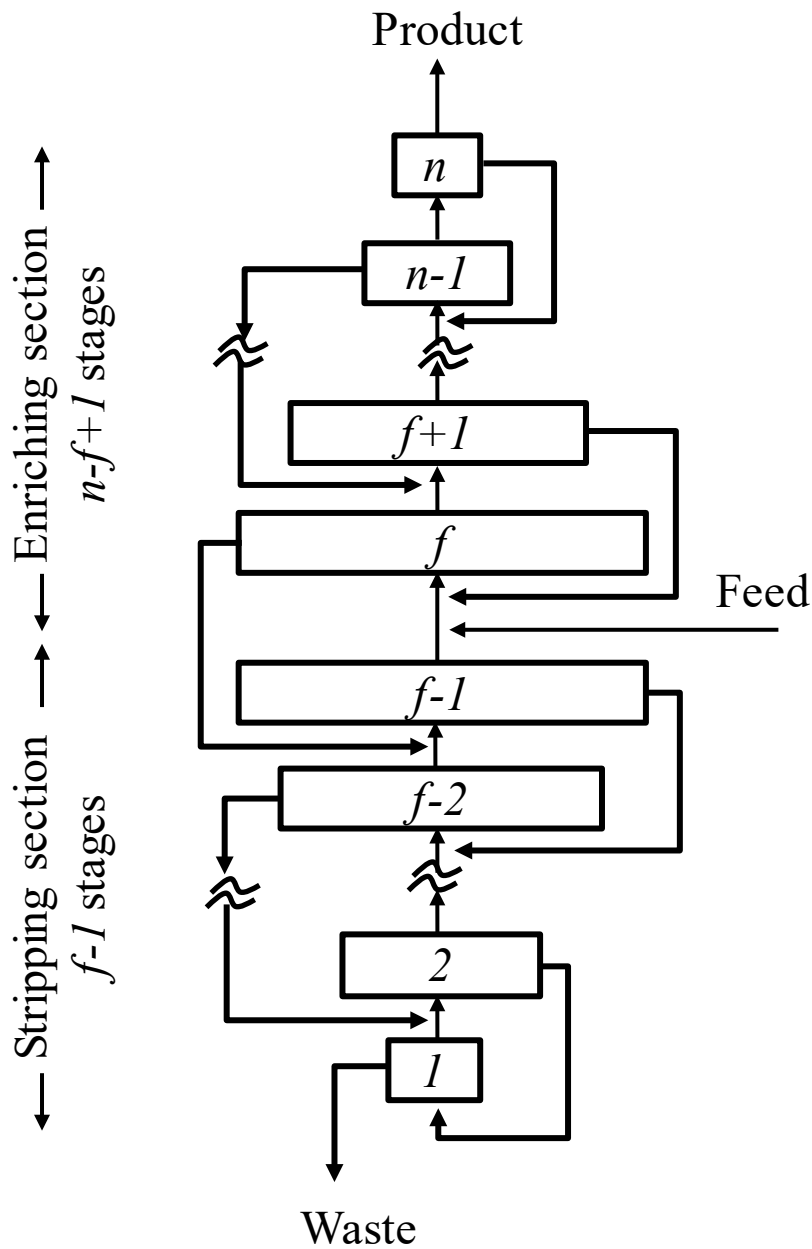 Product
n
n-1
f+1
f
Feed
f-1
f-2
2
1
Waste
Enriching section
n-f+1 stages
Stripping section
f-1 stages